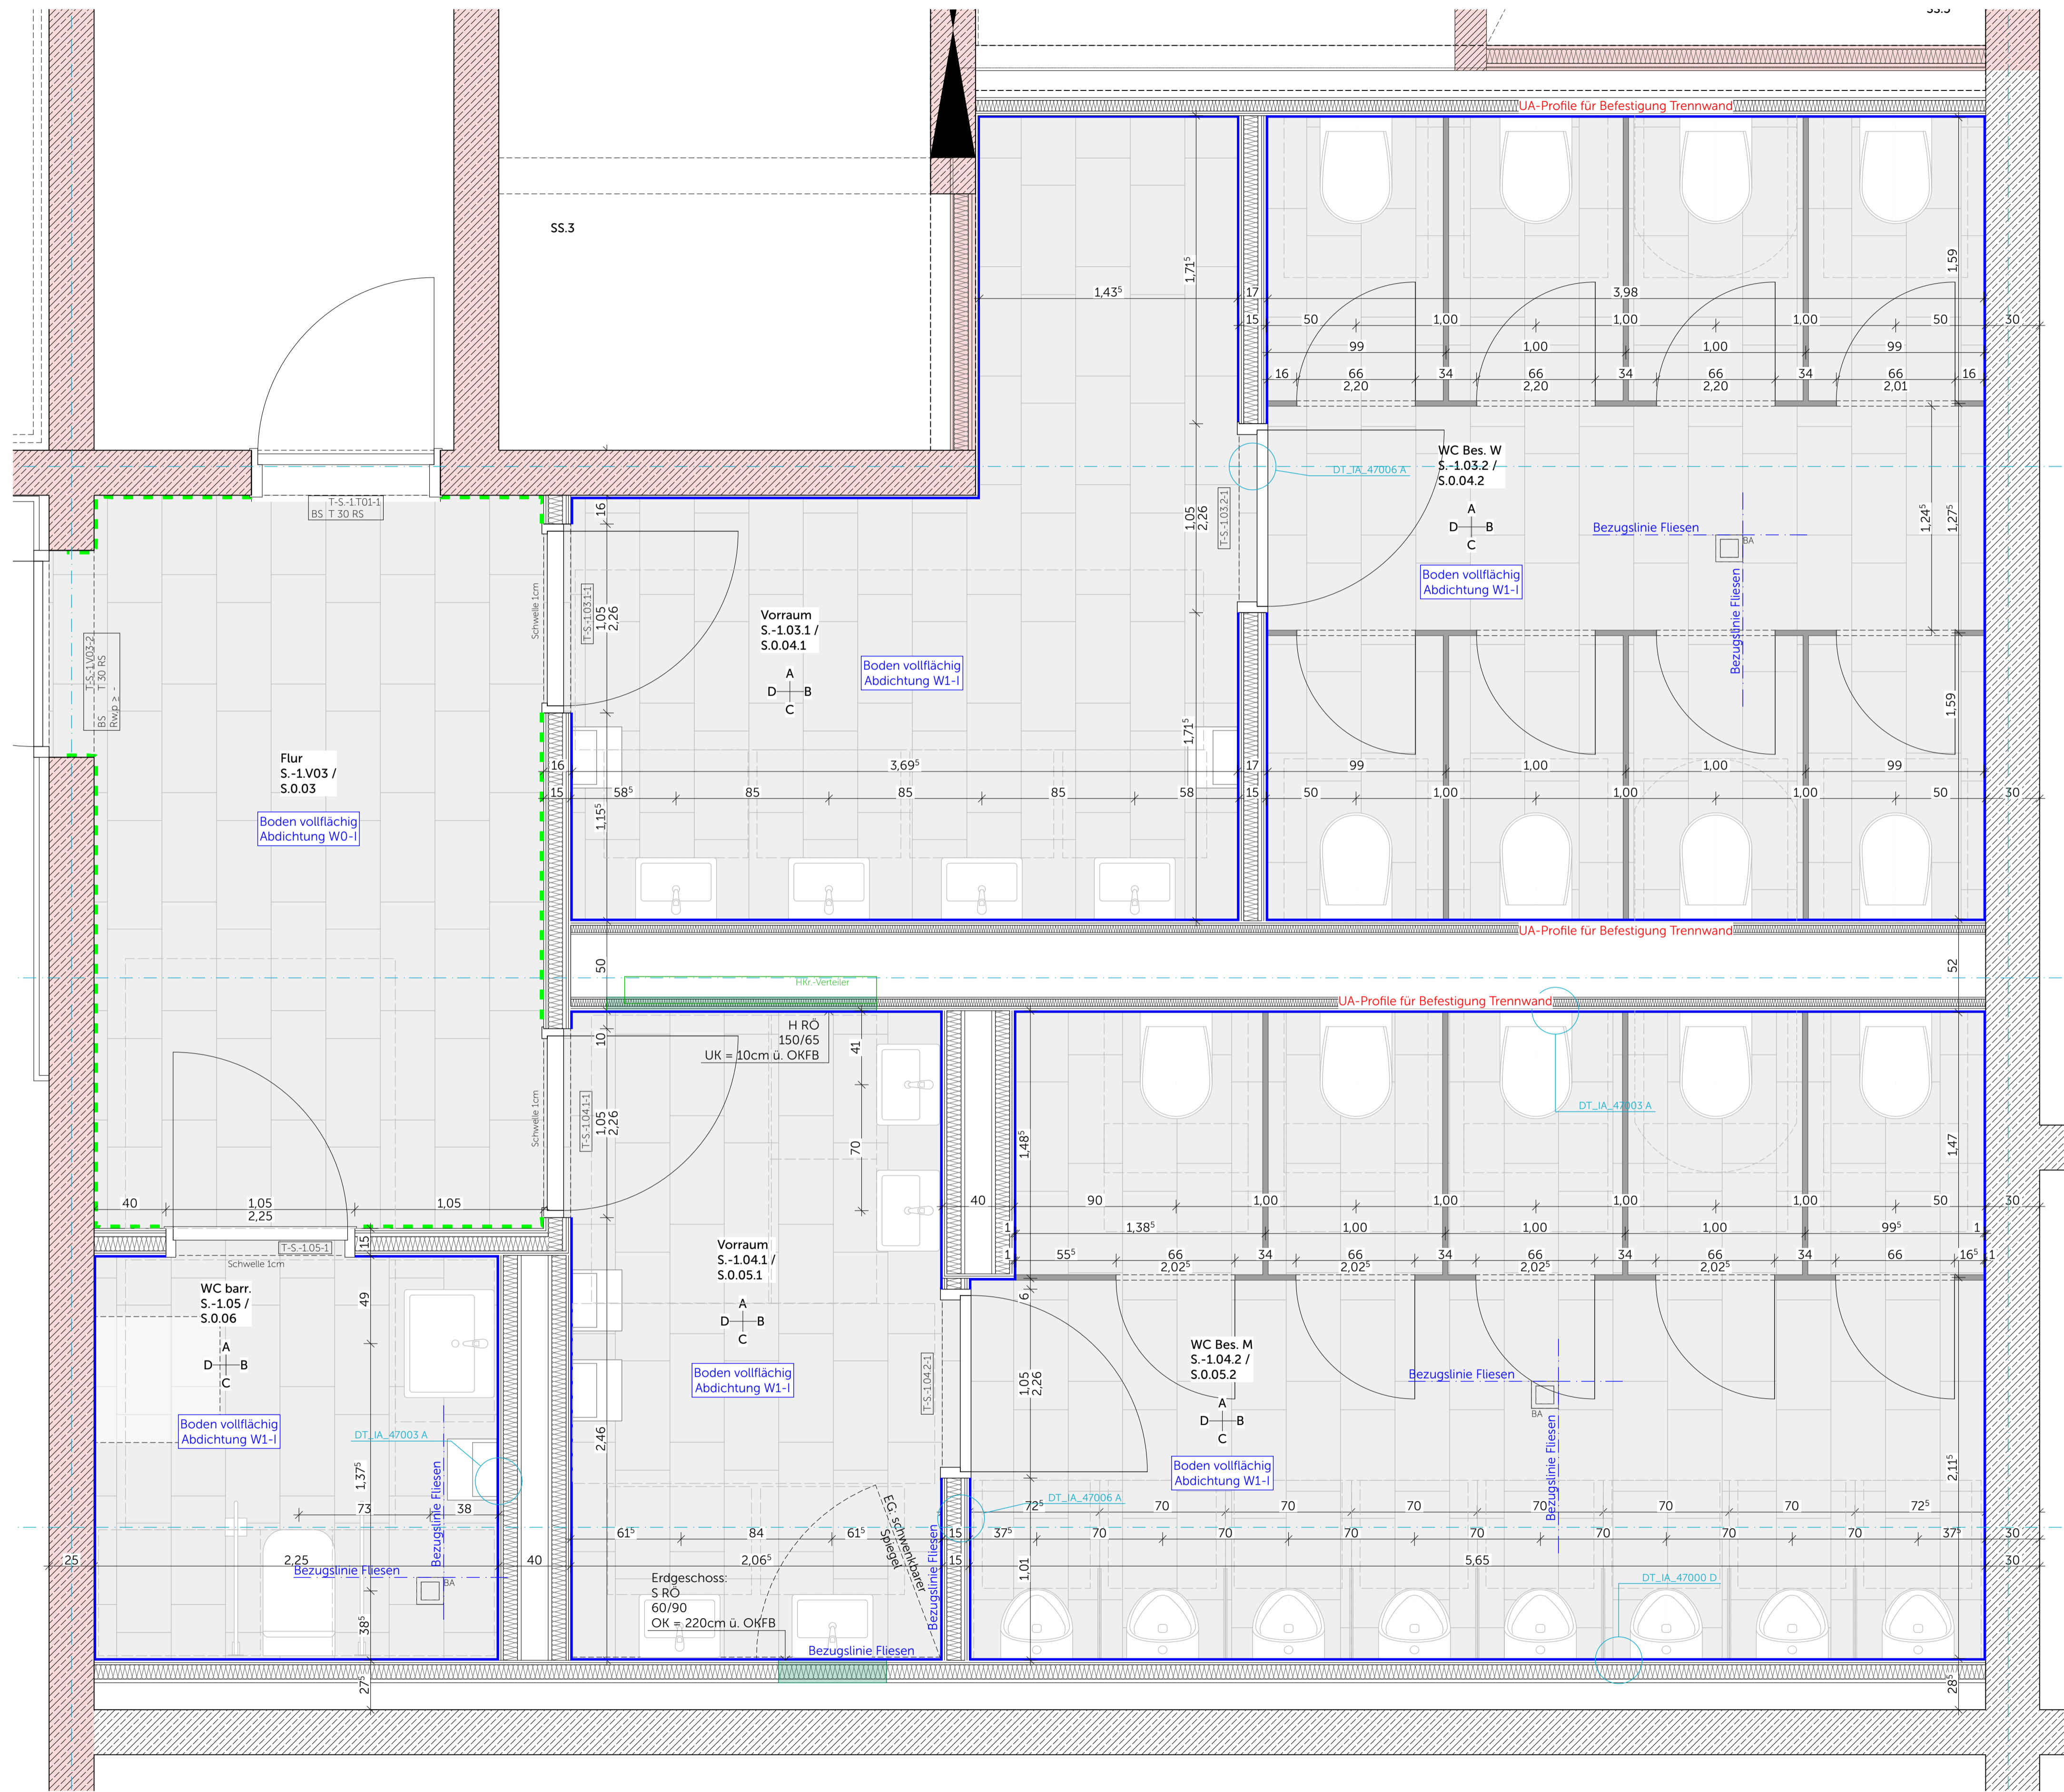 SS.3
UA-Profile für Befestigung Trennwand
SS.3
1,71⁵
1,59
1,43⁵
17
3,98
15
50
1,00
1,00
1,00
50
30
99
1,00
1,00
99
16
66
34
66
34
66
34
66
16
2,20
2,20
2,20
2,01
WC Bes. W
S.-1.03.2 /
S.0.04.2
DT_IA_47006 A
A
D
B
C
T-S.-1.T01-1
BS T 30 RS
16
1,05
2,26
T-S.-1.03.2-1
1,24⁵
1,27⁵
Bezugslinie Fliesen
BA
Bezugslinie Fliesen
Boden vollflächig
Abdichtung W1-I
Schwelle 1cm
T-S.-1.03.1-1
1,05
2,26
Vorraum
S.-1.03.1 /
S.0.04.1
Boden vollflächig
Abdichtung W1-I
A
D
B
C
T-S.-1.V03-2
BS T 30 RS
Rw,p ≥ -
1,71⁵
1,59
Flur
S.-1.V03 /
S.0.03
Boden vollflächig
Abdichtung W0-I
16
3,69⁵
17
99
1,00
1,00
99
15
58⁵
85
85
85
58
15
50
1,00
1,00
1,00
50
30
1,15⁵
UA-Profile für Befestigung Trennwand
50
52
HKr.-Verteiler
UA-Profile für Befestigung Trennwand
H RÖ
150/65
UK = 10cm ü. OKFB
10
41
Schwelle 1cm
T-S.-1.04.1-1
1,05
2,26
70
1,48⁵
1,47
DT_IA_47003 A
40
1,05
1,05
2,25
40
90
1,00
1,00
1,00
1,00
50
30
1
1,38⁵
1,00
1,00
1,00
99⁵
1
1
55⁵
66
34
66
34
66
34
66
34
66
16⁵
1
2,02⁵
2,02⁵
2,02⁵
2,02⁵
15
T-S.-1.05-1
Schwelle 1cm
Vorraum
S.-1.04.1 /
S.0.05.1
A
D
B
C
Boden vollflächig
Abdichtung W1-I
WC barr.
S.-1.05 /
S.0.06
A
D
B
C
Boden vollflächig
Abdichtung W1-I
49
6
WC Bes. M
S.-1.04.2 /
S.0.05.2
A
D
B
C
Boden vollflächig
Abdichtung W1-I
T-S.-1.04.2-1
1,05
2,26
Bezugslinie Fliesen
BA
Bezugslinie Fliesen
2,46
2,11⁵
DT_IA_47003 A
1,37⁵
Bezugslinie Fliesen
73
38
DT_IA_47006 A
72⁵
70
70
70
70
70
70
72⁵
61⁵
84
61⁵
15
37⁵
70
70
70
70
70
70
70
37⁵
30
25
2,25
40
2,06⁵
15
5,65
30
Bezugslinie Fliesen
BA
EG: schwenkbarer
Spiegel
Bezugslinie Fliesen
1,01
DT_IA_47000 D
Erdgeschoss:
S RÖ
60/90
OK = 220cm ü. OKFB
Bezugslinie Fliesen
38⁵
27⁵
28⁵